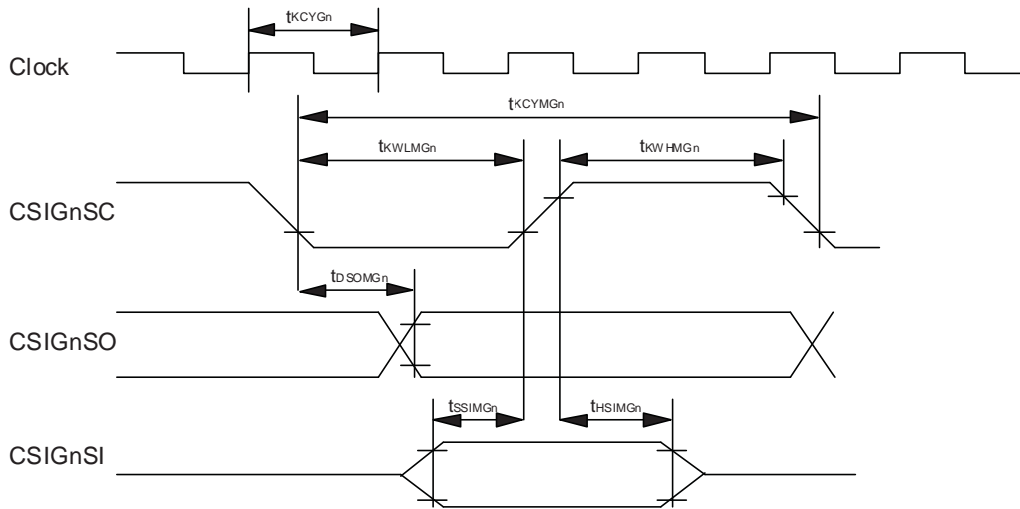 tKCYGn
Clock
tKCYMGn
tKWLMGn
tKWHMGn
CSIGnSC
tDSOMGn
CSIGnSO
tSSIMGn
tHSIMGn
CSIGnSI